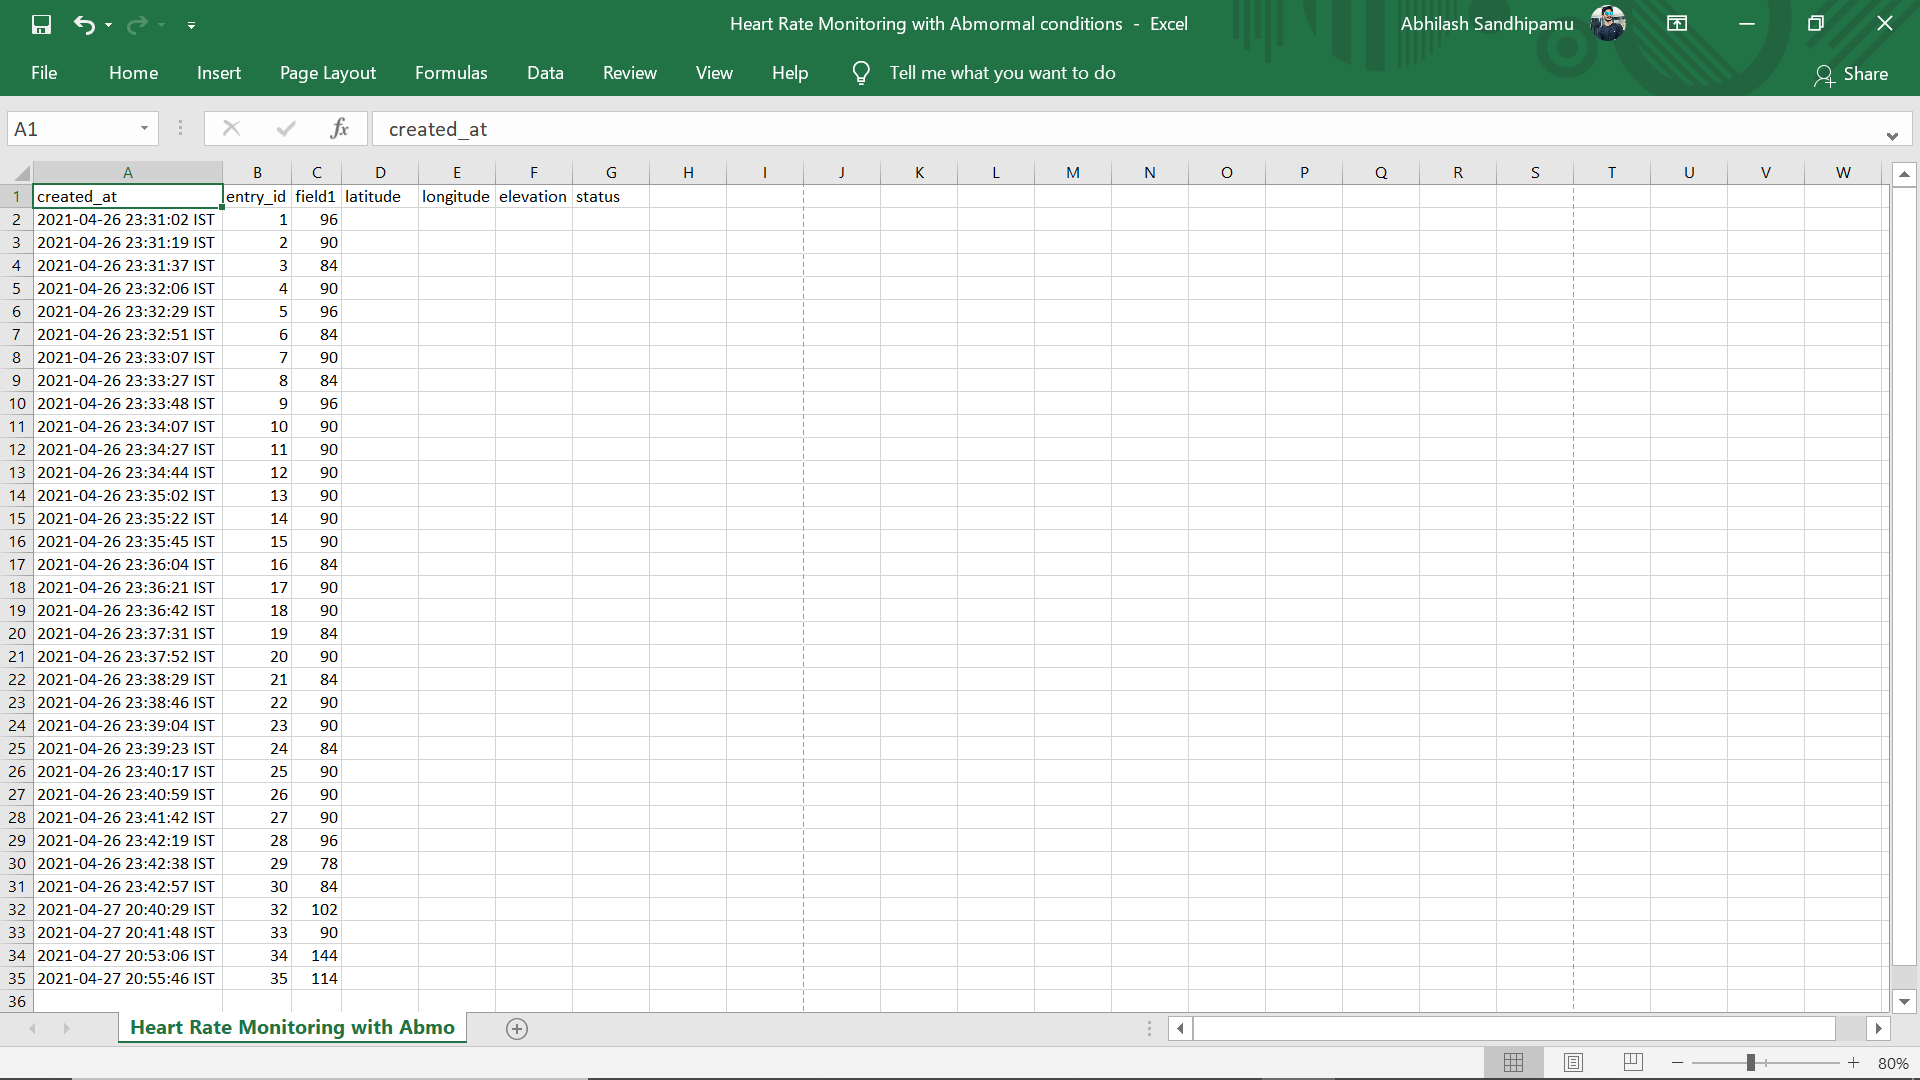 Heart Rate Monitoring with Abmormal conditions - Excel
Abhilash Sandhipamu
File Home Insert Page Layout Formulas Data Review View Help Tell me what you want to do Share
A1 fx created_at
A B C D E F G H I J K L M N O P Q R S T U V W
1 created_at entry_id field1 latitude longitude elevation status
2 2021-04-26 23:31:02 IST 1 96
3 2021-04-26 23:31:19 IST 2 90
4 2021-04-26 23:31:37 IST 3 84
5 2021-04-26 23:32:06 IST 4 90
6 2021-04-26 23:32:29 IST 5 96
7 2021-04-26 23:32:51 IST 6 84
8 2021-04-26 23:33:07 IST 7 90
9 2021-04-26 23:33:27 IST 8 84
10 2021-04-26 23:33:48 IST 9 96
11 2021-04-26 23:34:07 IST 10 90
12 2021-04-26 23:34:27 IST 11 90
13 2021-04-26 23:34:44 IST 12 90
14 2021-04-26 23:35:02 IST 13 90
15 2021-04-26 23:35:22 IST 14 90
16 2021-04-26 23:35:45 IST 15 90
17 2021-04-26 23:36:04 IST 16 84
18 2021-04-26 23:36:21 IST 17 90
19 2021-04-26 23:36:42 IST 18 90
20 2021-04-26 23:37:31 IST 19 84
21 2021-04-26 23:37:52 IST 20 90
22 2021-04-26 23:38:29 IST 21 84
23 2021-04-26 23:38:46 IST 22 90
24 2021-04-26 23:39:04 IST 23 90
25 2021-04-26 23:39:23 IST 24 84
26 2021-04-26 23:40:17 IST 25 90
27 2021-04-26 23:40:59 IST 26 90
28 2021-04-26 23:41:42 IST 27 90
29 2021-04-26 23:42:19 IST 28 96
30 2021-04-26 23:42:38 IST 29 78
31 2021-04-26 23:42:57 IST 30 84
32 2021-04-27 20:40:29 IST 32 102
33 2021-04-27 20:41:48 IST 33 90
34 2021-04-27 20:53:06 IST 34 144
35 2021-04-27 20:55:46 IST 35 114
36
Heart Rate Monitoring with Abmo
80%